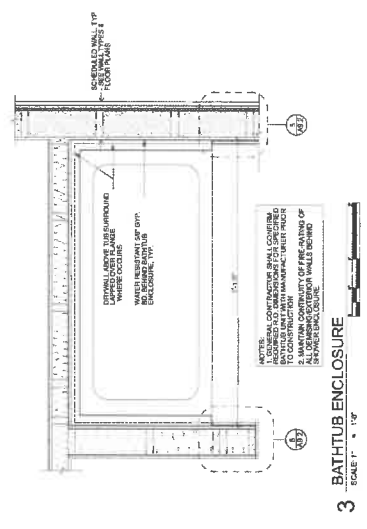 SCHEDULED WALL, TYP
- SEE WALL TYPES &
FLOOR PLANS
DRYWALL ABOVE TUB SURROUND
LAPPED OVER FLANGE
WHERE OCCURS
WATER RESISTANT 5/8" GYP.
BD. BEHIND BATHTUB
ENCLOSURE, TYP.
NOTES:
1. GENERAL CONTRACTOR SHALL CONFIRM
REQUIRED R.O. DIMENSIONS FOR SPECIFIED
BATHTUB UNIT WITH MANUFACTURER PRIOR
TO CONSTRUCTION
2. MAINTAIN CONTINUITY OF FIRE-RATING OF
ALL DEMISING/EXTERIOR WALLS BEHIND
SHOWER ENCLOSURE
3 BATHTUB ENCLOSURE
SCALE: 1" = 1'0"